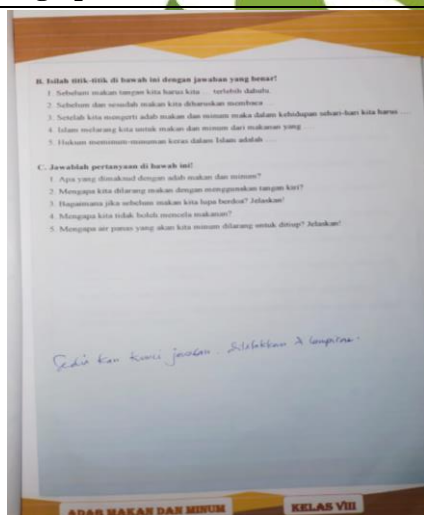 B. Isilah titik-titik di bawah ini dengan jawaban yang benar!
1. Sebelum makan tangan kita harus kita ... terlebih dahulu.
2. Sebelum dan sesudah makan kita diharuskan membaca ...
3. Setelah kita mengerti adab makan dan minum maka dalam kehidupan sehari-hari kita harus ...
4. Islam melarang kita untuk makan dan minum dari makanan yang ...
5. Hukum meminum-minuman keras dalam Islam adalah ...
C. Jawablah pertanyaan di bawah ini!
1. Apa yang dimaksud dengan adab makan dan minum?
2. Mengapa kita dilarang makan dengan menggunakan tangan kiri?
3. Bagaimana jika sebelum makan kita lupa berdoa? Jelaskan!
4. Mengapa kita tidak boleh mencela makanan?
5. Mengapa air panas yang akan kita minum dilarang untuk ditiup? Jelaskan!
Sedia kan kunci jawaban. diletakkan
ADAB MAKAN DAN MINUM
KELAS VIII